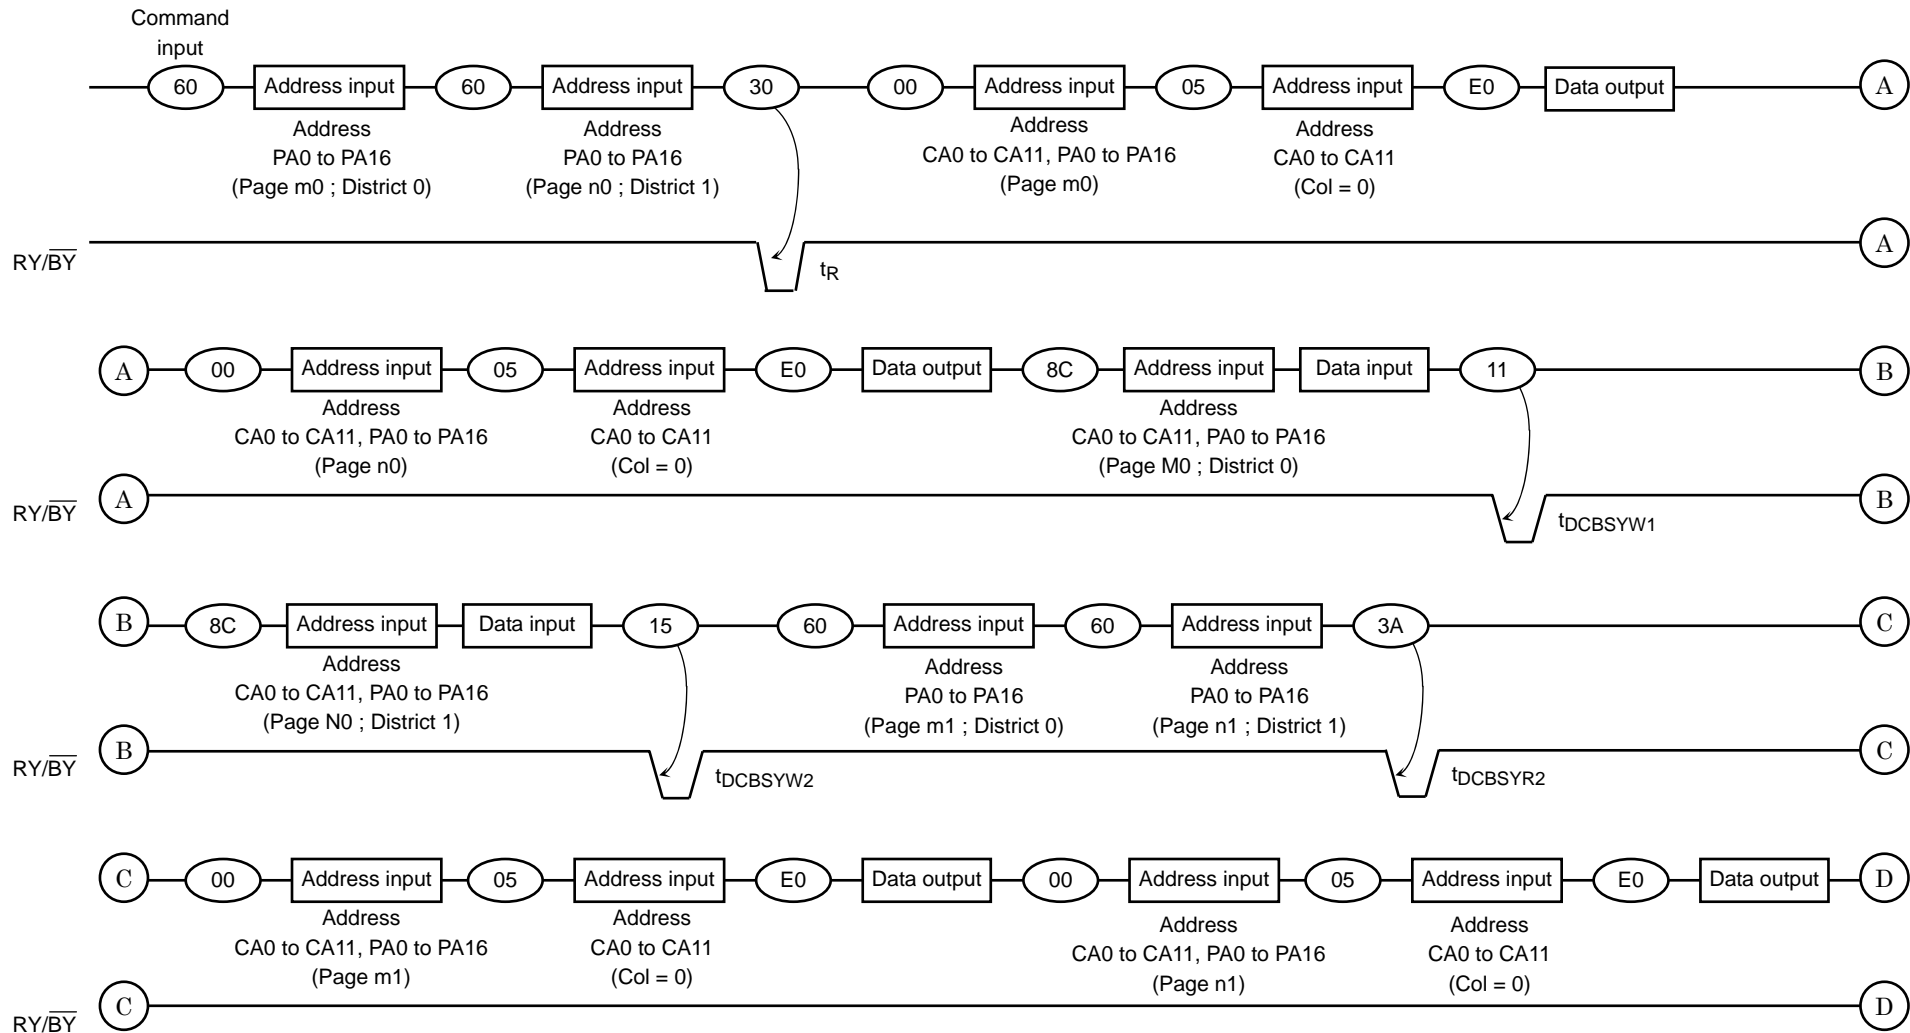 Command
input
60 Address input 60 Address input 30 00 Address input 05 Address input E0 Data output A
Address
PA0 to PA16
(Page m0 ; District 0)
Address
PA0 to PA16
(Page n0 ; District 1)
Address
CA0 to CA11, PA0 to PA16
(Page m0)
Address
CA0 to CA11
(Col = 0)
RY/BY tR A
A 00 Address input 05 Address input E0 Data output 8C Address input Data input 11 B
Address
CA0 to CA11, PA0 to PA16
(Page n0)
Address
CA0 to CA11
(Col = 0)
Address
CA0 to CA11, PA0 to PA16
(Page M0 ; District 0)
RY/BY A tDCBSYW1 B
B 8C Address input Data input 15 60 Address input 60 Address input 3A C
Address
CA0 to CA11, PA0 to PA16
(Page N0 ; District 1)
Address
PA0 to PA16
(Page m1 ; District 0)
Address
PA0 to PA16
(Page n1 ; District 1)
RY/BY B tDCBSYW2 tDCBSYR2 C
C 00 Address input 05 Address input E0 Data output 00 Address input 05 Address input E0 Data output D
Address
CA0 to CA11, PA0 to PA16
(Page m1)
Address
CA0 to CA11
(Col = 0)
Address
CA0 to CA11, PA0 to PA16
(Page n1)
Address
CA0 to CA11
(Col = 0)
RY/BY C D